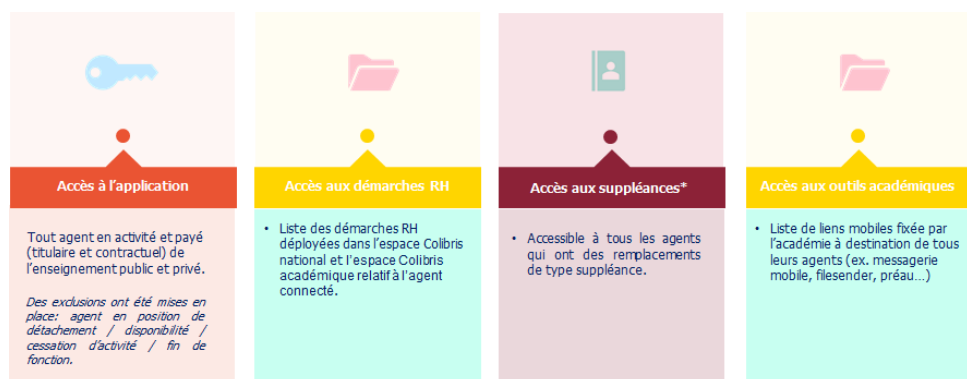 Accès à l'application
Tout agent en activité et payé
(titulaire et contractuel) de
l'enseignement public et privé.
Des exclusions ont été mises en
place: agent en position de
détachement / disponibilité /
cessation d'activité / fin de
fonction.
Accès aux démarches RH
• Liste des démarches RH
déployées dans l'espace Colibris
national et l'espace Colibris
académique relatif à l'agent
connecté.
Accès aux suppléances*
• Accessible à tous les agents
qui ont des remplacements
de type suppléance.
Accès aux outils académiques
• Liste de liens mobiles fixée par
l'académie à destination de tous
leurs agents (ex. messagerie
mobile, filesender, préau...)